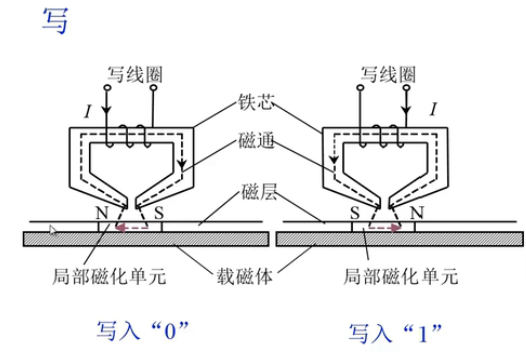 写
写线圈 写线圈
I 铁芯 I
磁通
磁层
N S S N
局部磁化单元 载磁体 局部磁化单元
写入“0” 写入“1”